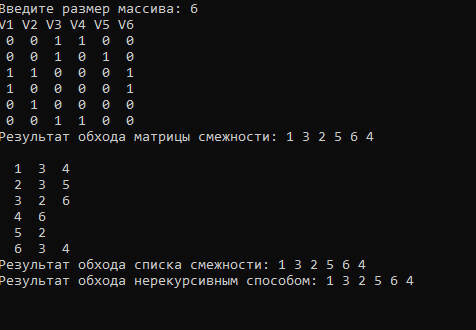 Введите размер массива: 6
V1 V2 V3 V4 V5 V6
0 0 1 1 0 0
0 0 1 0 1 0
1 1 0 0 0 1
1 0 0 0 0 1
0 1 0 0 0 0
0 0 1 1 0 0
Результат обхода матрицы смежности: 1 3 2 5 6 4
1 3 4
2 3 5
3 2 6
4 6
5 2
6 3 4
Результат обхода списка смежности: 1 3 2 5 6 4
Результат обхода нерекурсивным способом: 1 3 2 5 6 4